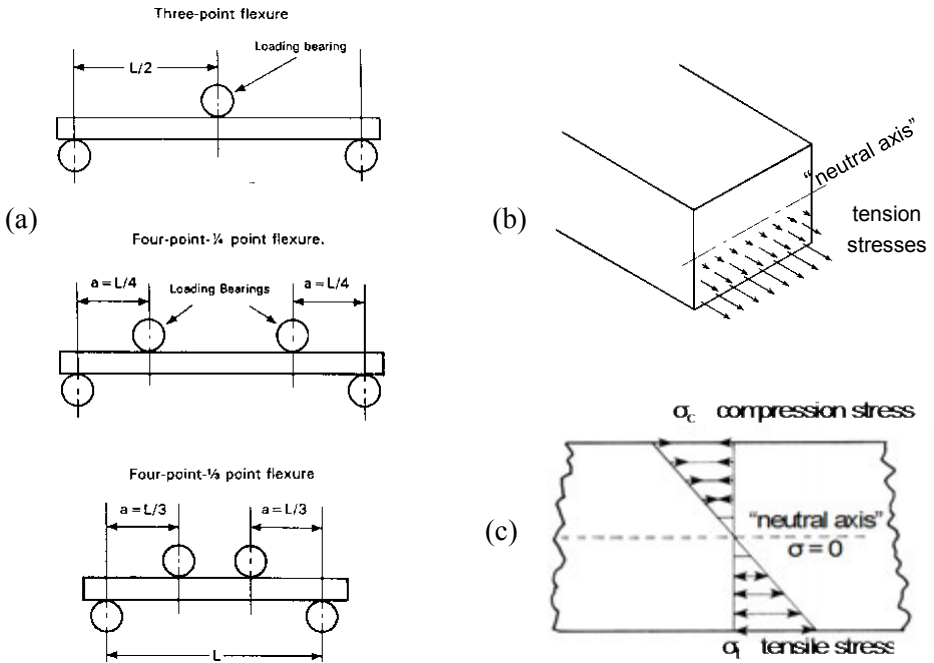 Three-point flexure
Loading bearing
L/2
(a)
Four-point-¼ point flexure.
a = L/4
Loading Bearings
a = L/4
Four-point-⅓ point flexure
a = L/3
a = L/3
L
(b)
“neutral axis”
tension
stresses
(c)
σc compression stress
“neutral axis”
σ = 0
σt tensile stress